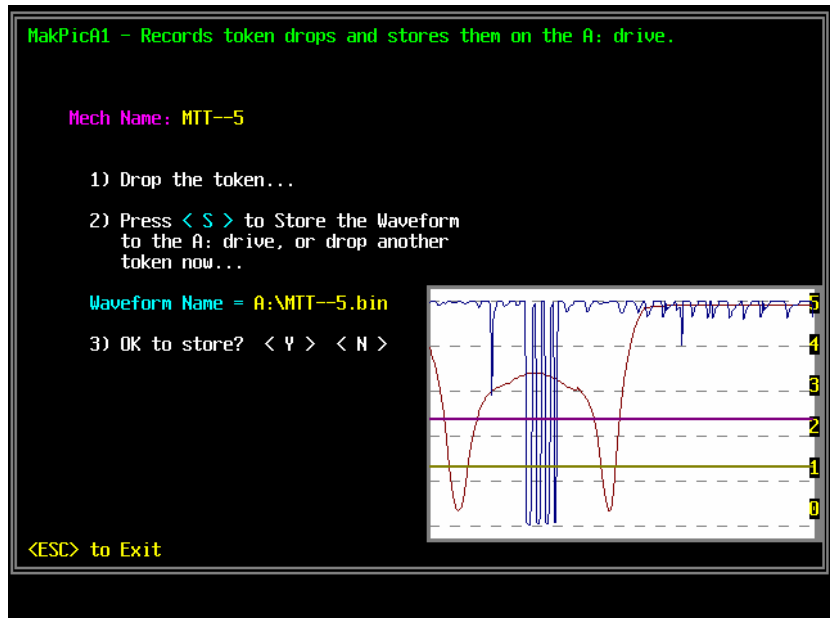 MakPicA1 - Records token drops and stores them on the A: drive.
Mech Name: MTT--5
1) Drop the token...
2) Press < S > to Store the Waveform
to the A: drive, or drop another
token now...
Waveform Name = A:\MTT--5.bin
3) OK to store? < Y > < N >
5
4
3
2
1
0
<ESC> to Exit